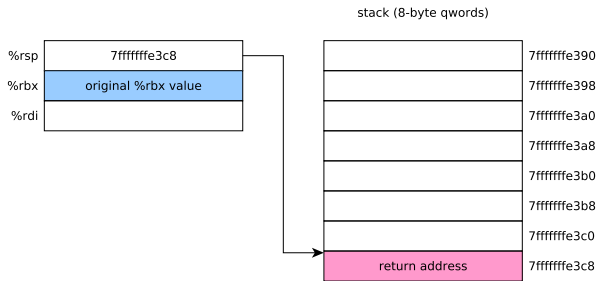 stack (8-byte qwords)
%rsp 7fffffffe3c8 7fffffffe390
%rbx original %rbx value 7fffffffe398
%rdi 7fffffffe3a0
7fffffffe3a8
7fffffffe3b0
7fffffffe3b8
7fffffffe3c0
return address 7fffffffe3c8